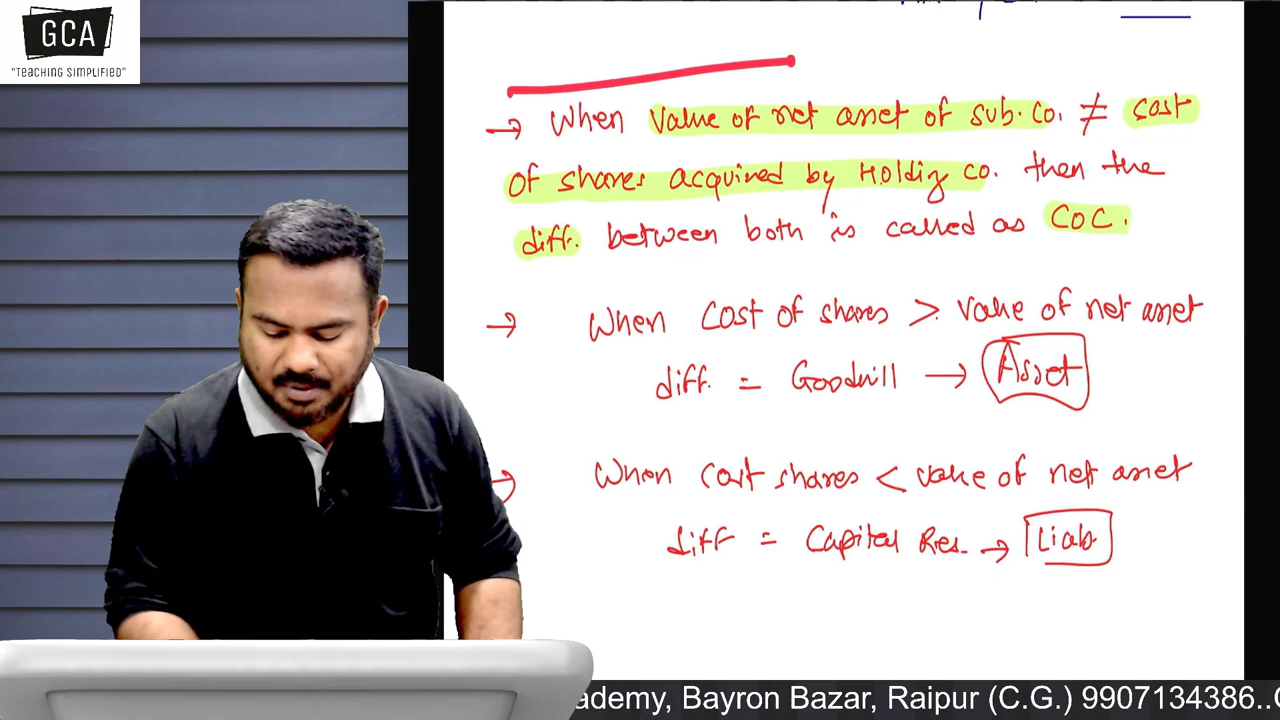 GCA
"TEACHING SIMPLIFIED"
→ When value of net asset of sub. co. ≠ cost
of shares acquired by Holding co. then the
diff. between both is called as COC.
→ When cost of shares > value of net asset
diff. = Goodwill → Asset
→ When cost shares < value of net asset
diff = Capital Res. → Liab.
ademy, Bayron Bazar, Raipur (C.G.) 9907134386..